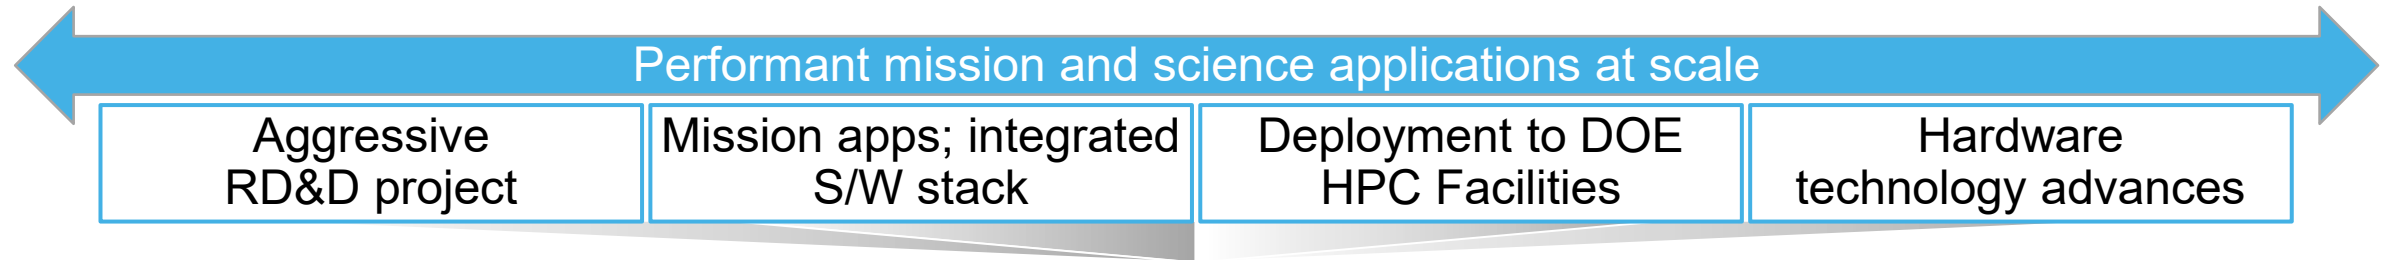 Performant mission and science applications at scale
Aggressive
RD&D project
Mission apps; integrated
S/W stack
Deployment to DOE
HPC Facilities
Hardware
technology advances